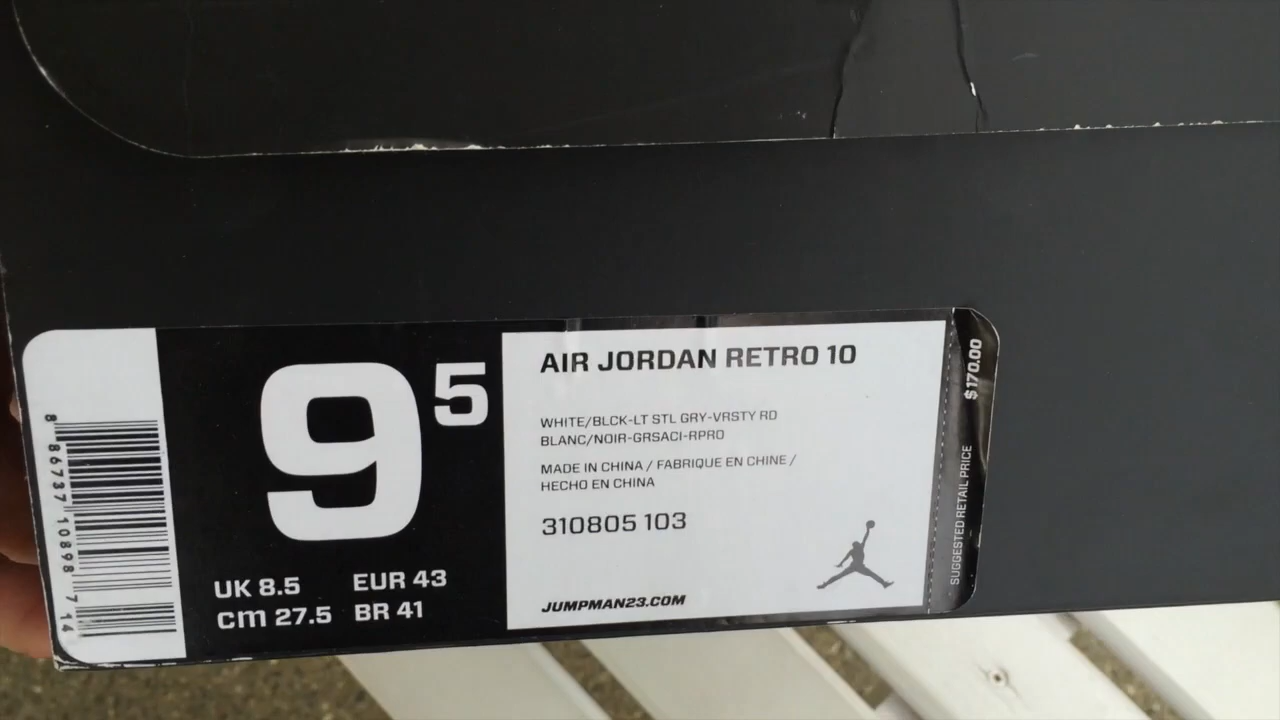 8 86737 10898 7 14
9 5
UK 8.5 EUR 43
cm 27.5 BR 41
AIR JORDAN RETRO 10
WHITE/BLCK-LT STL GRY-VRSTY RD
BLANC/NOIR-GRSACI-RPRO
MADE IN CHINA / FABRIQUE EN CHINE /
HECHO EN CHINA
310805 103
JUMPMAN23.COM
SUGGESTED RETAIL PRICE $170.00